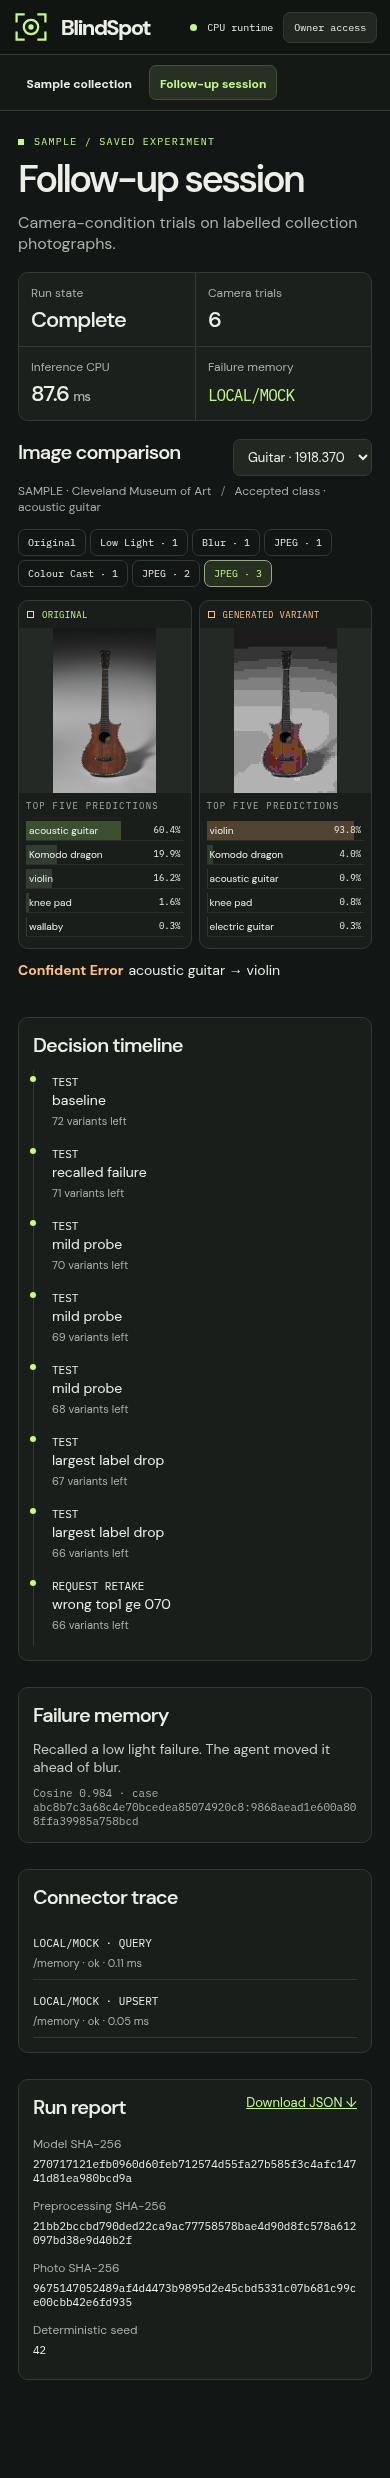 BlindSpot
CPU runtime
Owner access
Sample collection
Follow-up session
SAMPLE / SAVED EXPERIMENT
Follow-up session
Camera-condition trials on labelled collection
photographs.
Run state
Complete
Camera trials
6
Inference CPU
87.6 ms
Failure memory
LOCAL/MOCK
Image comparison
Guitar · 1918.370
SAMPLE · Cleveland Museum of Art / Accepted class ·
acoustic guitar
Original
Low Light · 1
Blur · 1
JPEG · 1
Colour Cast · 1
JPEG · 2
JPEG · 3
ORIGINAL
TOP FIVE PREDICTIONS
acoustic guitar 60.4%
Komodo dragon 19.9%
violin 16.2%
knee pad 1.6%
wallaby 0.3%
GENERATED VARIANT
TOP FIVE PREDICTIONS
violin 93.8%
Komodo dragon 4.0%
acoustic guitar 0.9%
knee pad 0.8%
electric guitar 0.3%
Confident Error acoustic guitar → violin
Decision timeline
TEST
baseline
72 variants left
TEST
recalled failure
71 variants left
TEST
mild probe
70 variants left
TEST
mild probe
69 variants left
TEST
mild probe
68 variants left
TEST
largest label drop
67 variants left
TEST
largest label drop
66 variants left
REQUEST RETAKE
wrong top1 ge 070
66 variants left
Failure memory
Recalled a low light failure. The agent moved it
ahead of blur.
Cosine 0.984 · case
abc8b7c3a68c4e70bcedea85074920c8:9868aead1e600a80
8ffa39985a758bcd
Connector trace
LOCAL/MOCK · QUERY
/memory · ok · 0.11 ms
LOCAL/MOCK · UPSERT
/memory · ok · 0.05 ms
Run report
Download JSON ↓
Model SHA-256
270717121efb0960d60feb712574d55fa27b585f3c4afc147
41d81ea980bcd9a
Preprocessing SHA-256
21bb2bccbd790ded22ca9ac77758578bae4d90d8fc578a612
097bd38e9d40b2f
Photo SHA-256
9675147052489af4d4473b9895d2e45cbd5331c07b681c99c
e00cbb42e6fd935
Deterministic seed
42